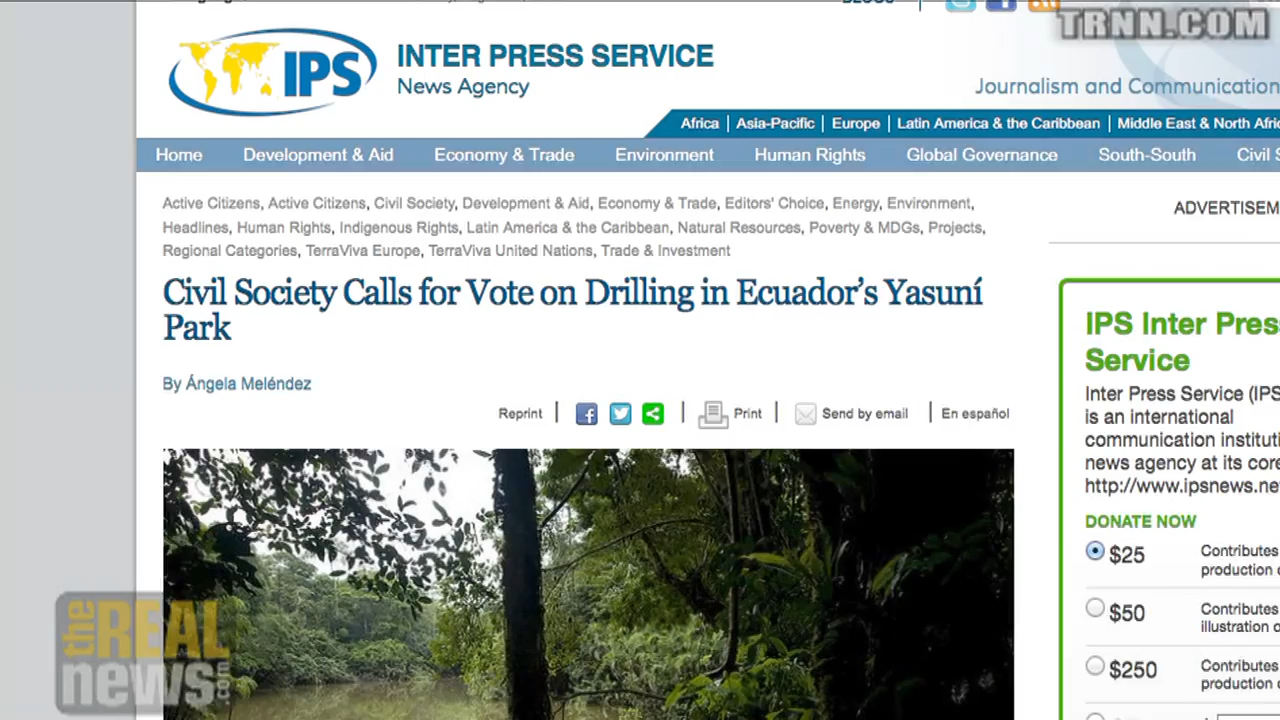 TRNN.COM
IPS
INTER PRESS SERVICE
News Agency
Journalism and Communication
Africa | Asia-Pacific | Europe | Latin America & the Caribbean | Middle East & North Afri
Home Development & Aid Economy & Trade Environment Human Rights Global Governance South-South Civil S
Active Citizens, Active Citizens, Civil Society, Development & Aid, Economy & Trade, Editors' Choice, Energy, Environment,
Headlines, Human Rights, Indigenous Rights, Latin America & the Caribbean, Natural Resources, Poverty & MDGs, Projects,
Regional Categories, TerraViva Europe, TerraViva United Nations, Trade & Investment
ADVERTISEM
Civil Society Calls for Vote on Drilling in Ecuador's Yasuní
Park
By Ángela Meléndez
Reprint | | Print | Send by email | En español
IPS Inter Press
Service
Inter Press Service (IPS
is an international
communication instituti
news agency at its core
http://www.ipsnews.ne
DONATE NOW
$25 Contributes
production o
$50 Contributes
illustration o
$250 Contributes
production o
the REAL
news.com